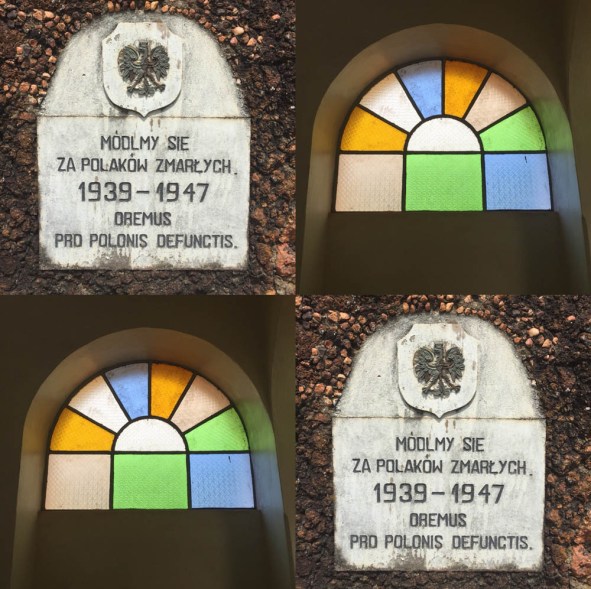 MÓDLMY SIE
ZA POLAKÓW ZMARŁYCH.
1939-1947
OREMUS
PRO POLONIS DEFUNCTIS.
MÓDLMY SIE
ZA POLAKÓW ZMARŁYCH.
1939-1947
OREMUS
PRO POLONIS DEFUNCTIS.